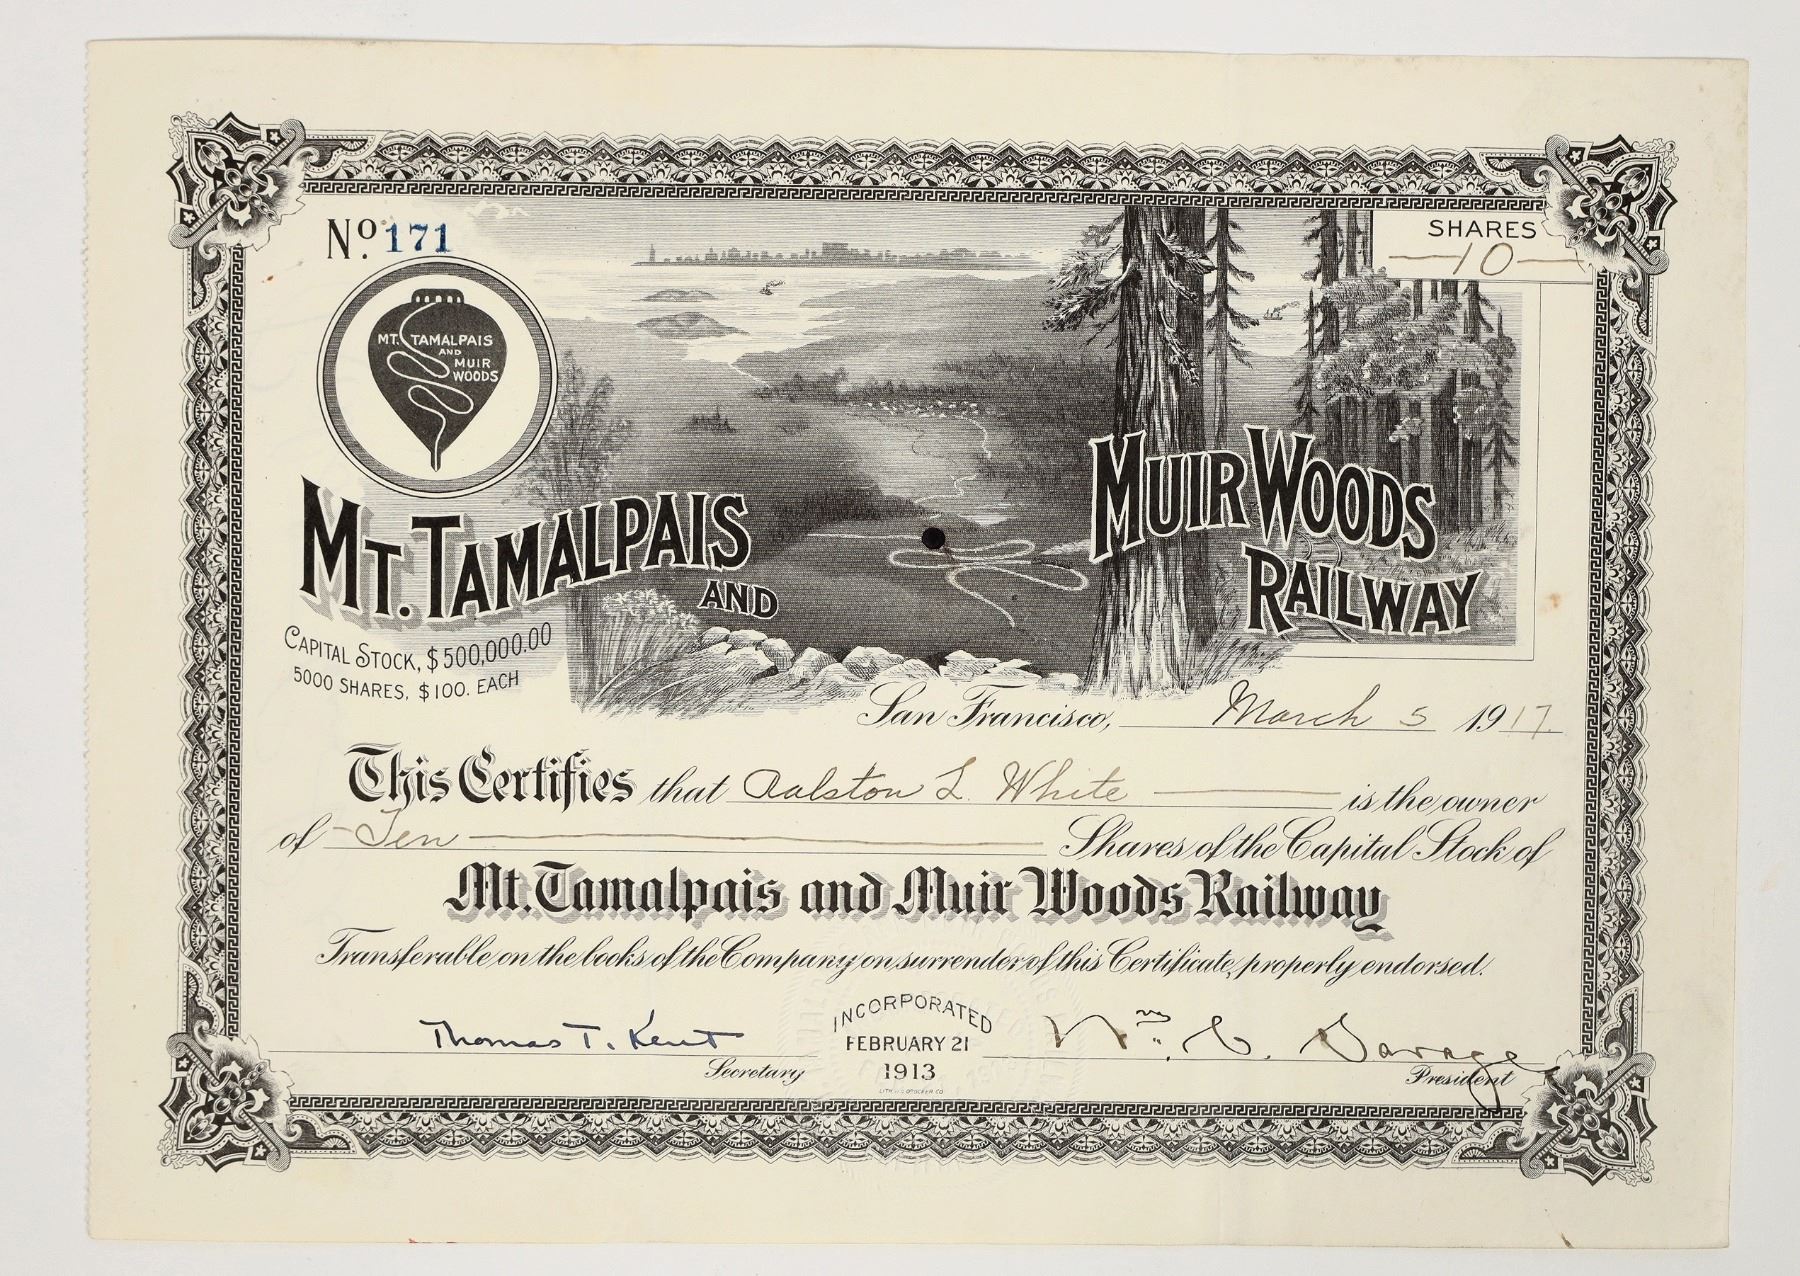 No. 171
SHARES
10
MT. TAMALPAIS
AND
MUIR
WOODS
MT. TAMALPAIS
AND
MUIR WOODS
RAILWAY
CAPITAL STOCK, $500,000.00
5000 SHARES, $100. EACH
San Francisco, March 5 1917.
This Certifies that Ralston L. White is the owner
of Ten Shares of the Capital Stock of
Mt. Tamalpais and Muir Woods Railway
Transferable on the books of the Company on surrender of this Certificate, properly endorsed.
Thomas T. Kent
Secretary
INCORPORATED
FEBRUARY 21
1913
Wm. C. Savage
President